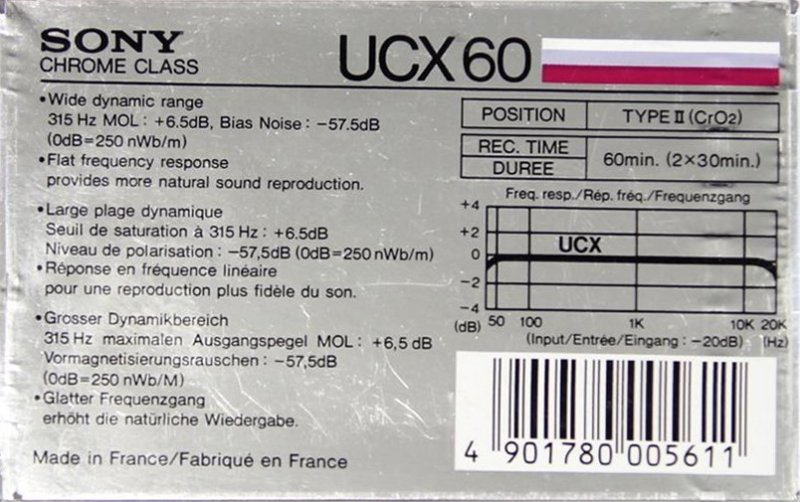 SONY
CHROME CLASS
UCX 60
•Wide dynamic range
315 Hz MOL : +6.5dB, Bias Noise : −57.5dB
(0dB=250 nWb/m)
•Flat frequency response
provides more natural sound reproduction.
•Large plage dynamique
Seuil de saturation à 315 Hz : +6.5dB
Niveau de polarisation : −57,5dB (0dB=250 nWb/m)
•Réponse en fréquence linéaire
pour une reproduction plus fidèle du son.
•Grosser Dynamikbereich
315 Hz maximalen Ausgangspegel MOL : +6,5 dB
Vormagnetisierungsrauschen : −57,5dB
(0dB=250 nWb/M)
•Glatter Frequenzgang
erhöht die natürliche Wiedergabe.
Made in France/Fabriqué en France
POSITION TYPE II (CrO2)
REC. TIME
DUREE
60min. (2×30min.)
Freq. resp./Rép. fréq./Frequenzgang
+4
+2
0
−2
−4
UCX
(dB) 50 100 1K 10K 20K
(Input/Entrée/Eingang : −20dB) (Hz)
4 901780 005611